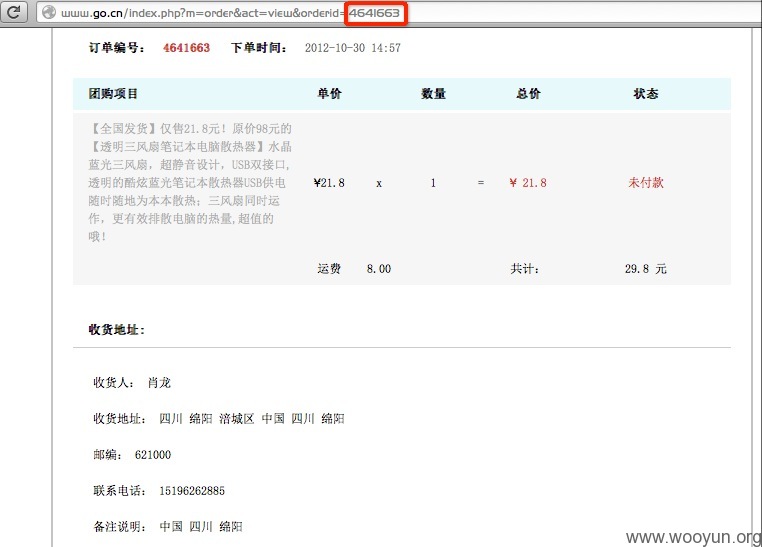 www.go.cn/index.php?m=order&act=view&orderid=4641663
订单编号： 4641663 下单时间： 2012-10-30 14:57
团购项目 单价 数量 总价 状态
【全国发货】仅售21.8元！原价98元的
【透明三风扇笔记本电脑散热器】水晶
蓝光三风扇，超静音设计，USB双接口,
透明的酷炫蓝光笔记本散热器USB供电
随时随地为本本散热；三风扇同时运
作，更有效排散电脑的热量,超值的
哦！
¥21.8 x 1 = ¥ 21.8 未付款
运费 8.00 共计： 29.8 元
收货地址:
收货人： 肖龙
收货地址： 四川 绵阳 涪城区 中国 四川 绵阳
邮编： 621000
联系电话： 15196262885
备注说明： 中国 四川 绵阳
www.wooyun.org